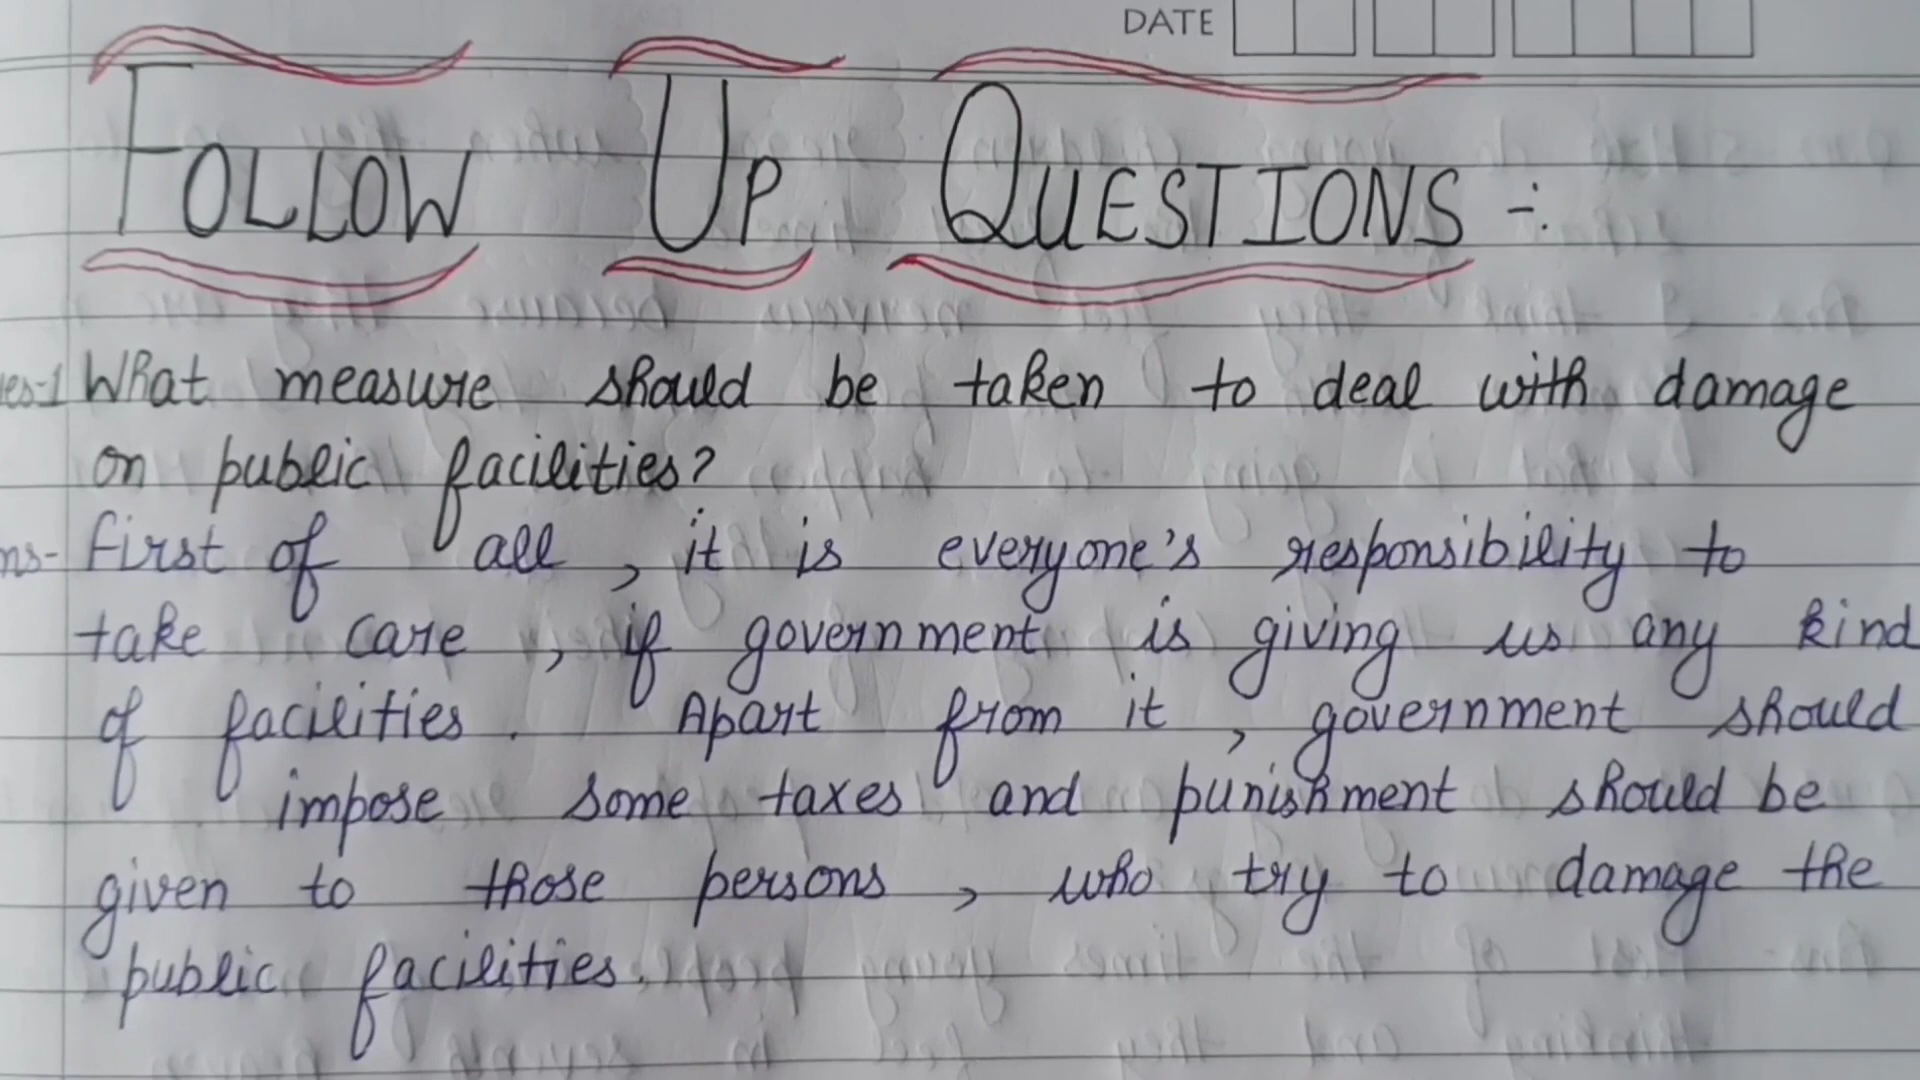 DATE
FOLLOW UP QUESTIONS -:
es-1 What measure should be taken to deal with damage
on public facilities?
ns- First of all, it is everyone's responsibility to
take care, if government is giving us any kind
of facilities. Apart from it, government should
impose some taxes and punishment should be
given to those persons, who try to damage the
public facilities.